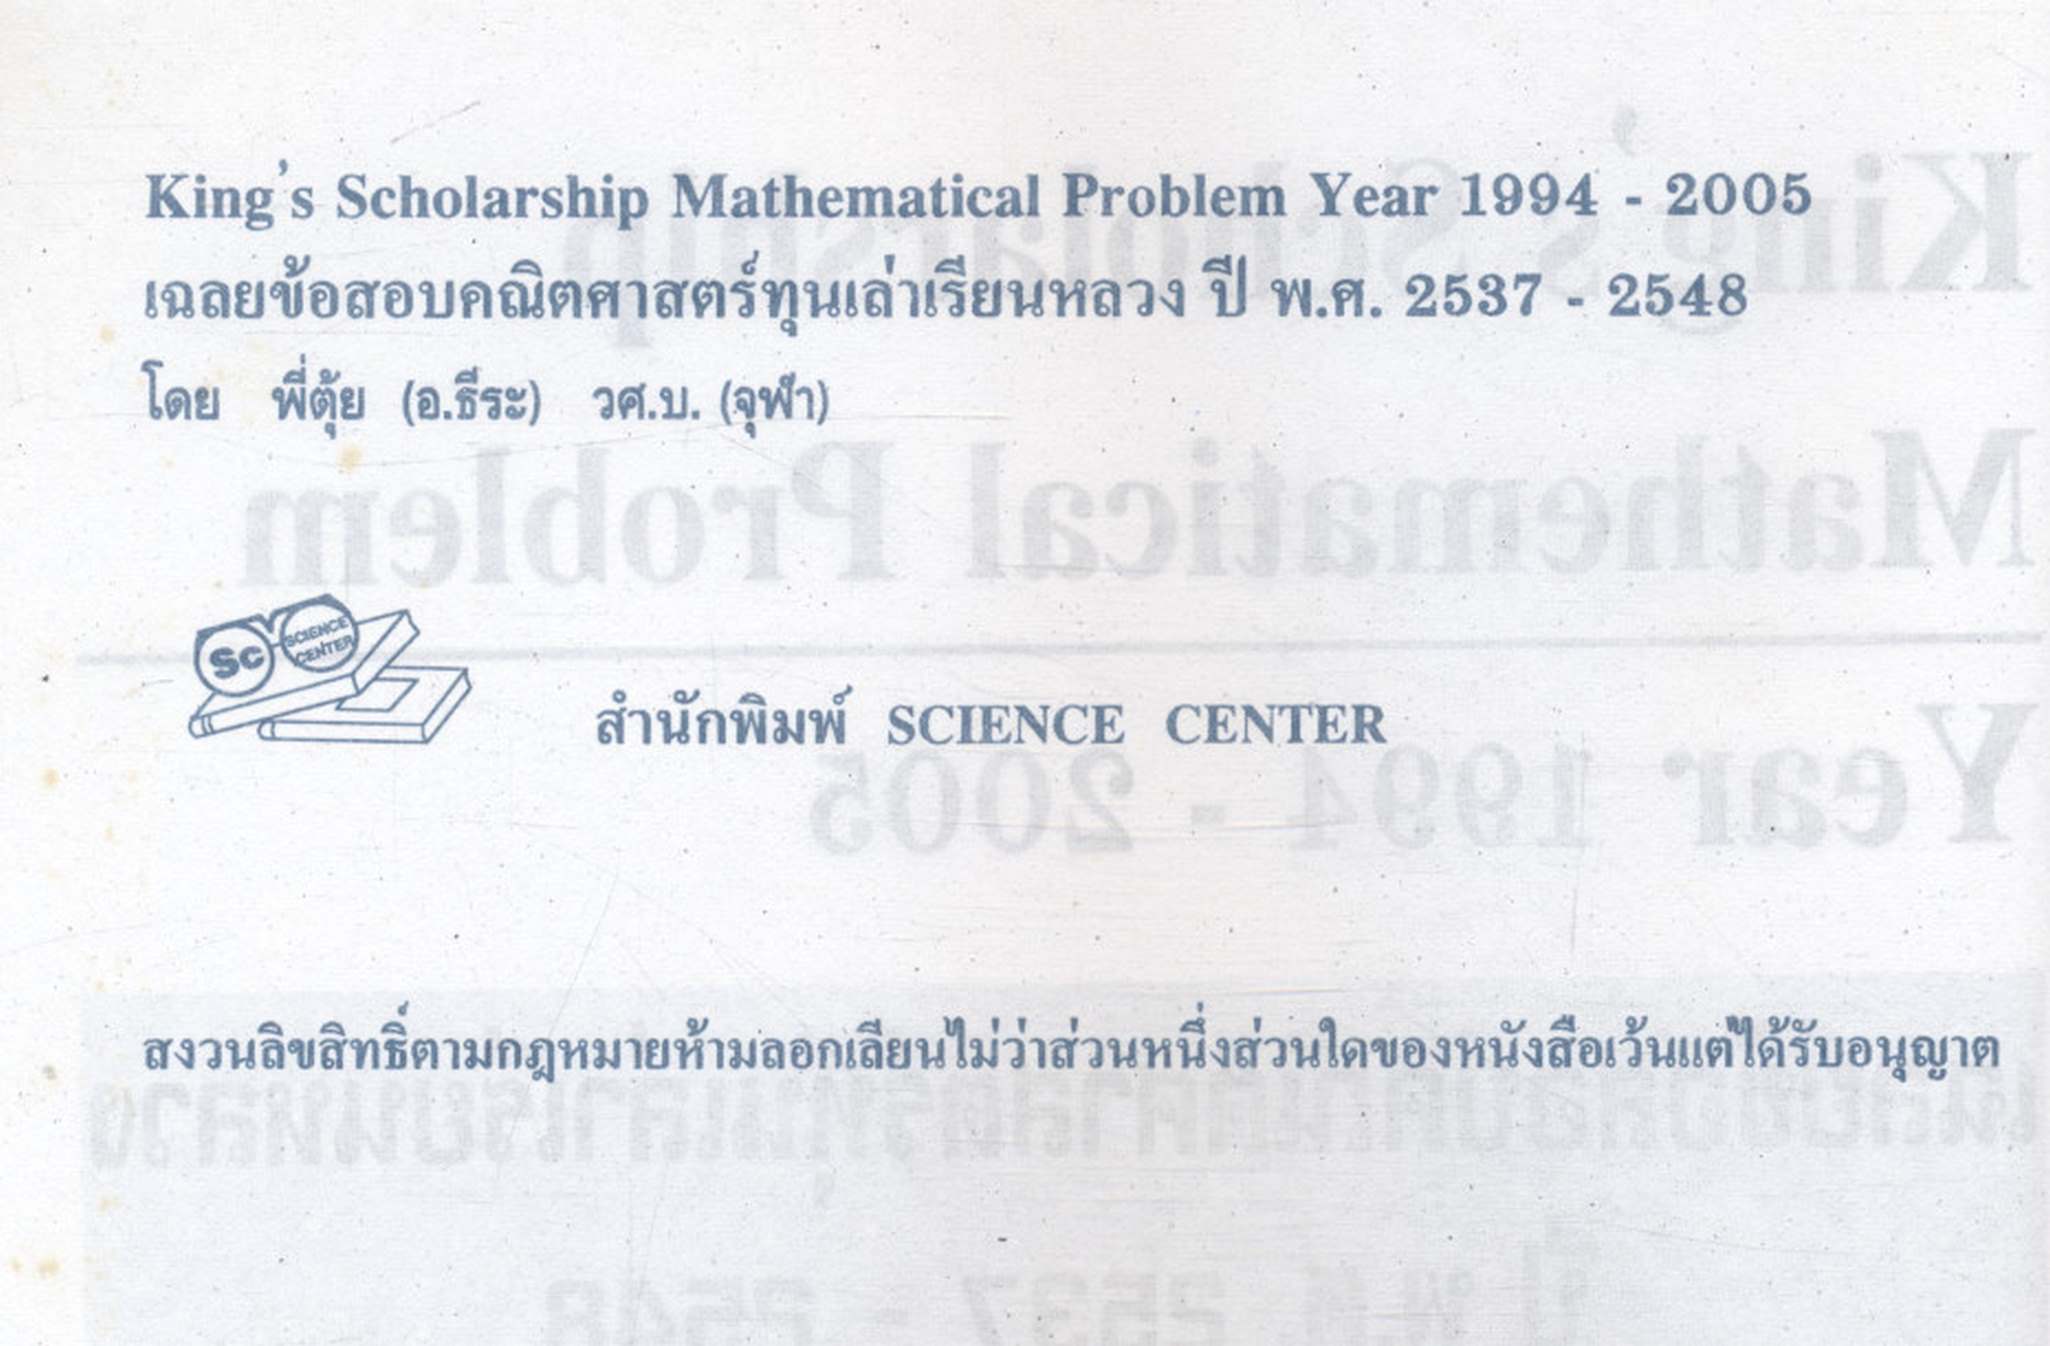 King's Scholarship Mathematical Problem Year 1994 - 2005
เฉลยข้อสอบคณิตศาสตร์ทุนเล่าเรียนหลวง ปี พ.ศ. 2537 - 2548
โดย พี่ตุ้ย (อ.ธีระ) วศ.บ. (จุฬา)
Sc SCIENCE CENTER
สำนักพิมพ์ SCIENCE CENTER
สงวนลิขสิทธิ์ตามกฎหมายห้ามลอกเลียนไม่ว่าส่วนหนึ่งส่วนใดของหนังสือเว้นแต่ได้รับอนุญาต